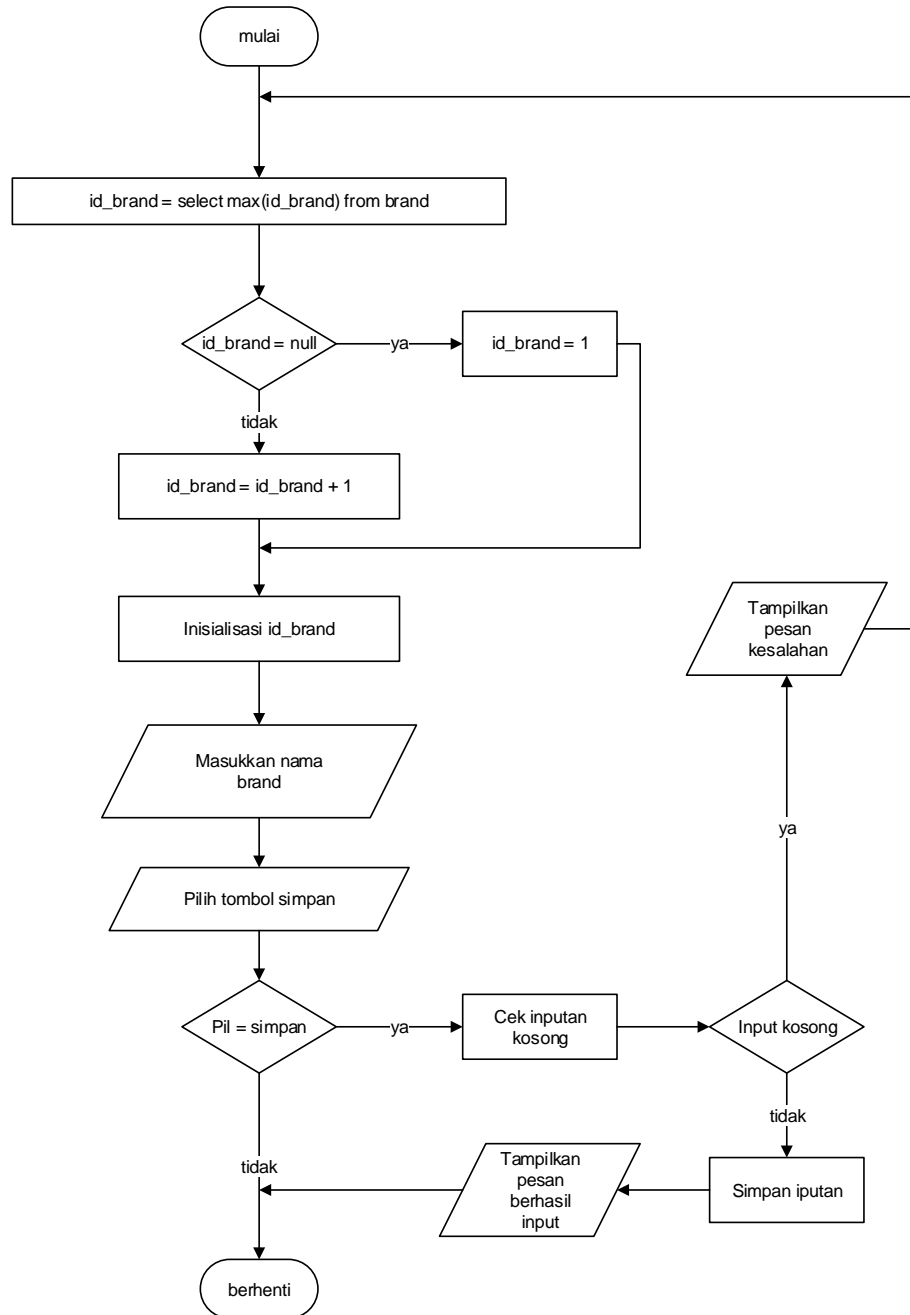 mulai
id_brand = select max(id_brand) from brand
id_brand = null
ya
id_brand = 1
tidak
id_brand = id_brand + 1
Inisialisasi id_brand
Tampilkan
pesan
kesalahan
Masukkan nama
brand
ya
Pilih tombol simpan
Pil = simpan
ya
Cek inputan
kosong
Input kosong
tidak
tidak
Tampilkan
pesan
berhasil
input
Simpan iputan
berhenti